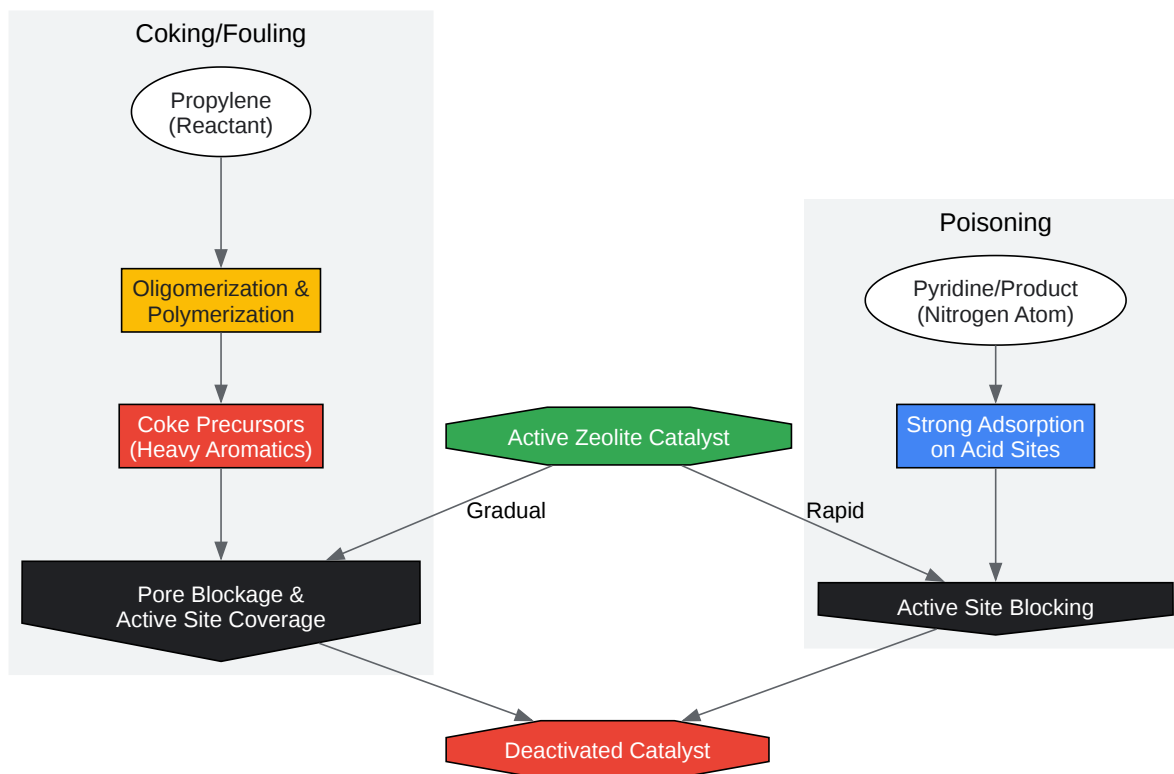 Coking/Fouling
Propylene
(Reactant)
Oligomerization &
Polymerization
Coke Precursors
(Heavy Aromatics)
Pore Blockage &
Active Site Coverage
Active Zeolite Catalyst
Gradual
Rapid
Poisoning
Pyridine/Product
(Nitrogen Atom)
Strong Adsorption
on Acid Sites
Active Site Blocking
Deactivated Catalyst